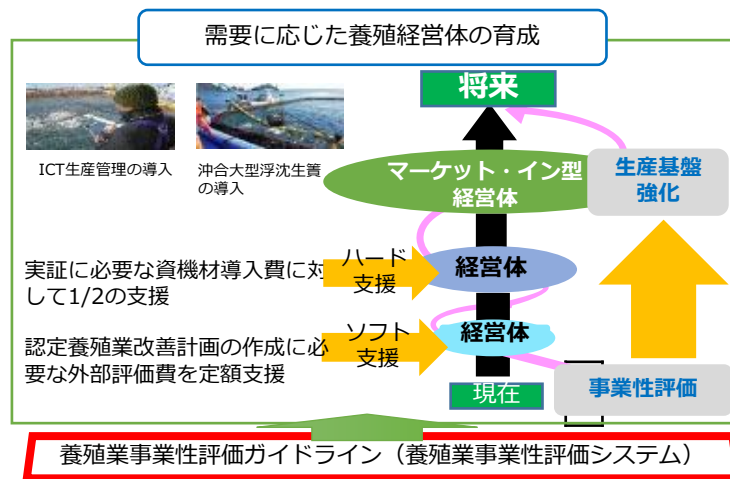 需要に応じた養殖経営体の育成
将来
ICT生産管理の導入
沖合大型浮沈生簀
の導入
マーケット・イン型
経営体
生産基盤
強化
実証に必要な資機材導入費に対
して1/2の支援
ハード
支援
経営体
認定養殖業改善計画の作成に必
要な外部評価費を定額支援
ソフト
支援
経営体
現在
事業性評価
養殖業事業性評価ガイドライン（養殖業事業性評価システム）